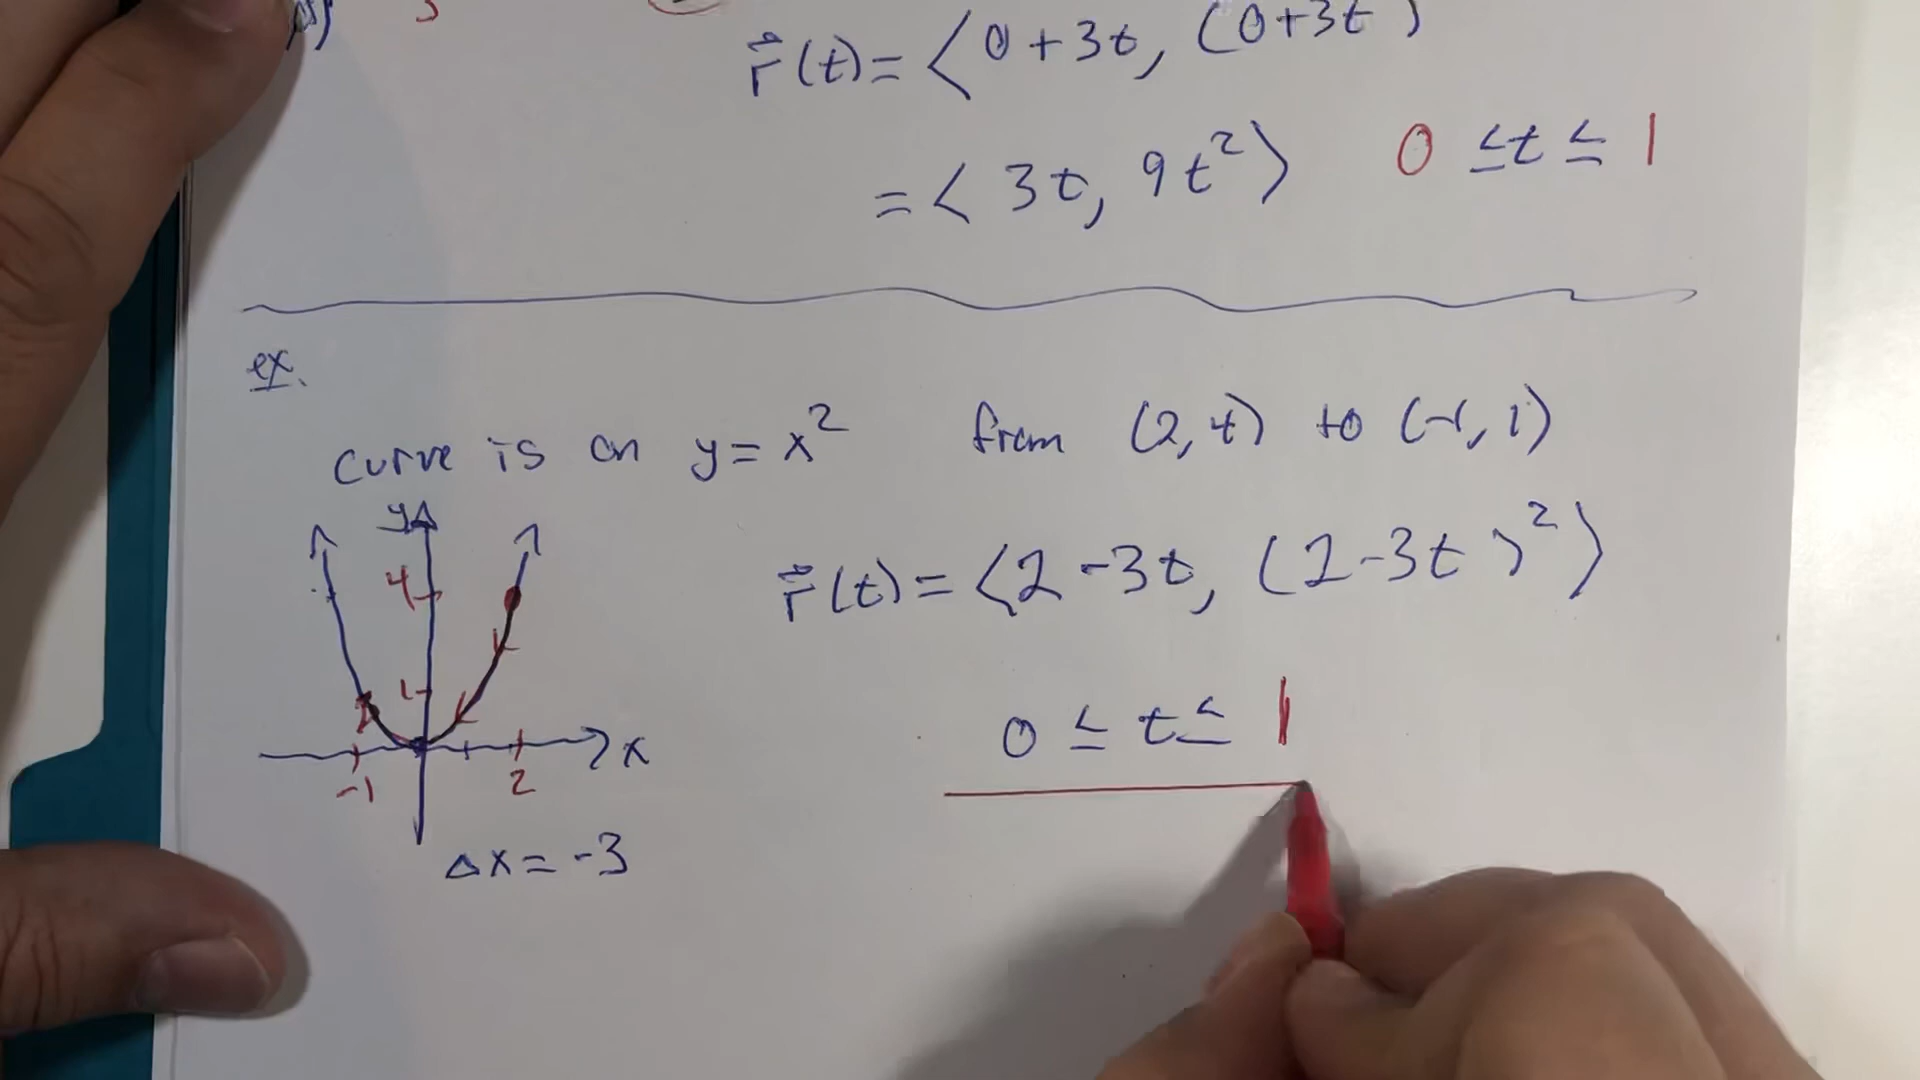 r⃗(t)=⟨0+3t, (0+3t)
=⟨3t, 9t²⟩ 0 ≤ t ≤ 1
ex.
curve is on y=x² from (2,4) to (-1,1)
y
4
1
x
-1 2
Δx=-3
r⃗(t)=⟨2-3t, (2-3t)²⟩
0 ≤ t ≤ 1